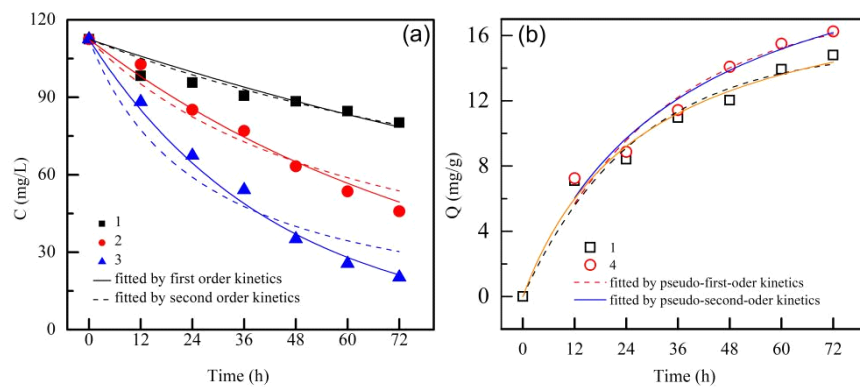 (a)
C (mg/L)
120
90
60
30
0
1
2
3
fitted by first order kinetics
fitted by second order kinetics
0 12 24 36 48 60 72
Time (h)
(b)
Q (mg/g)
16
12
8
4
0
1
4
fitted by pseudo-first-oder kinetics
fitted by pseudo-second-oder kinetics
0 12 24 36 48 60 72
Time (h)